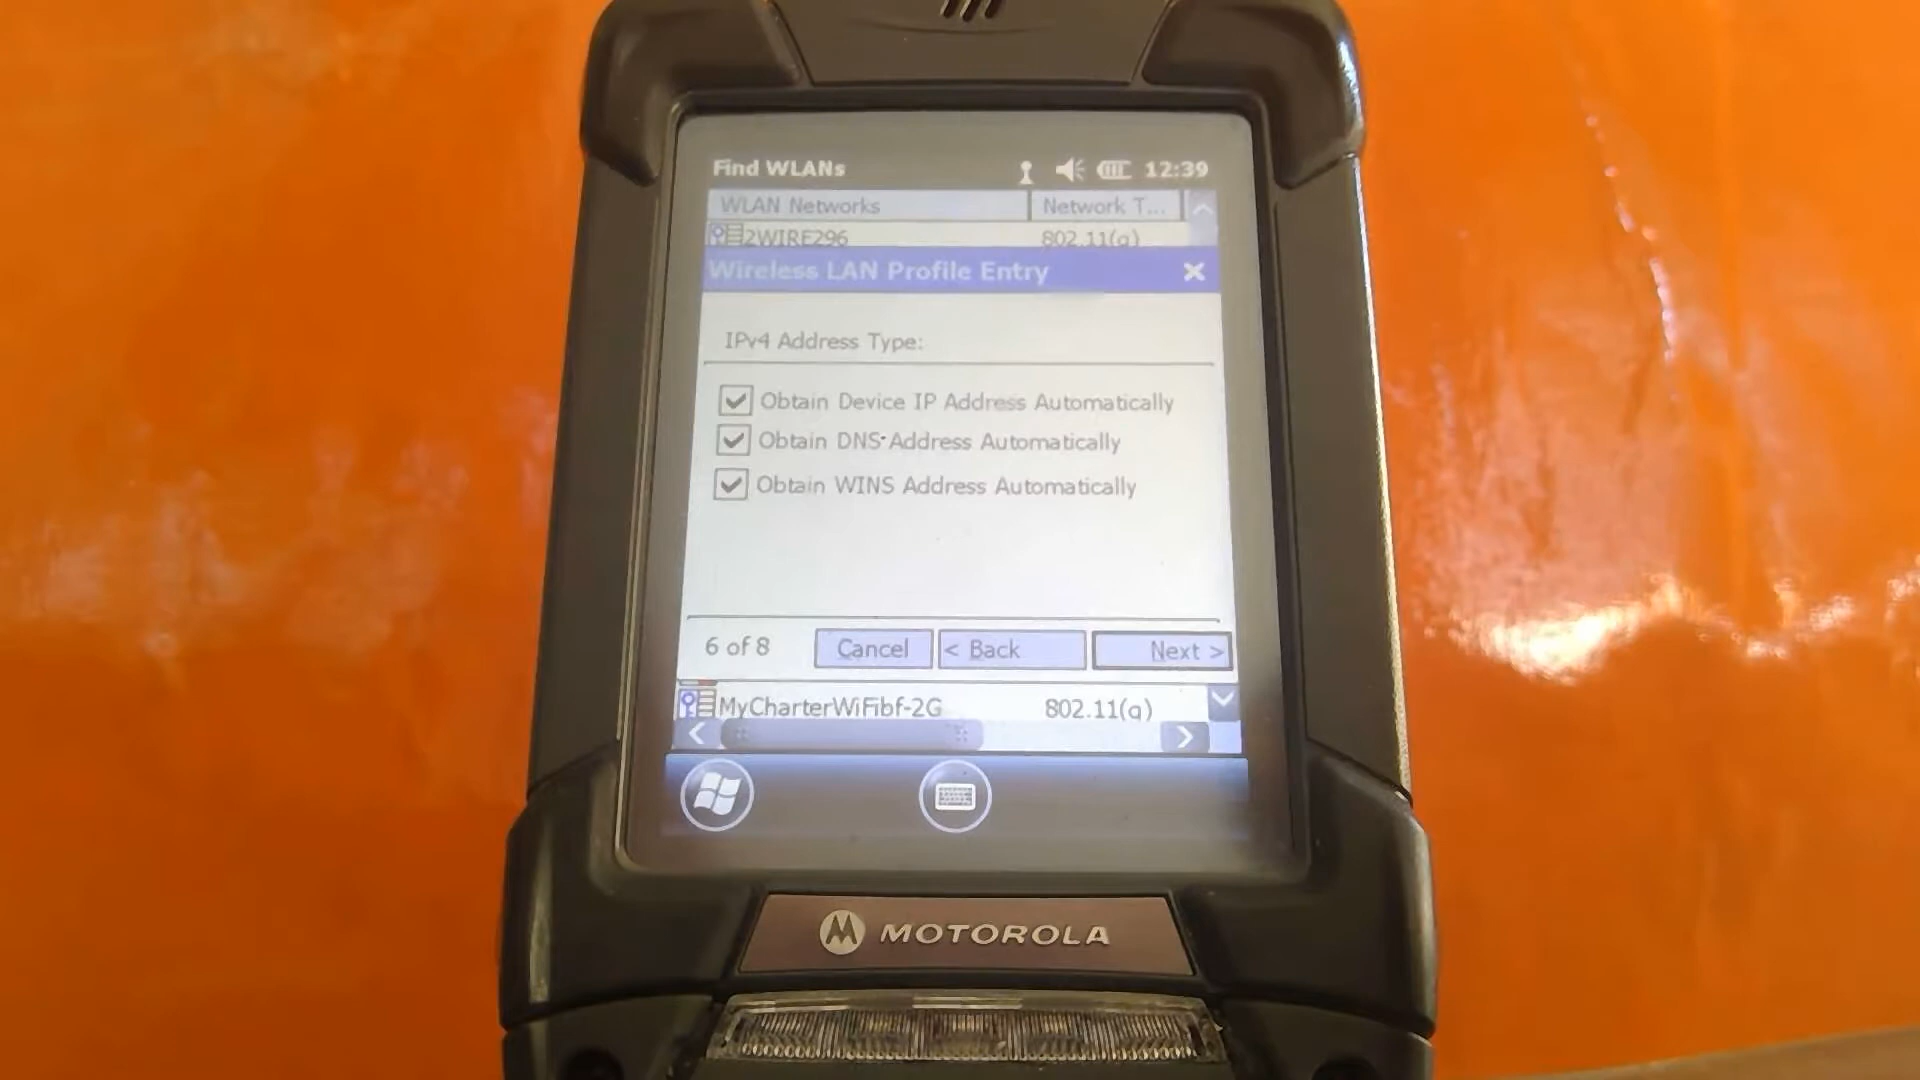 Find WLANs 12:39
WLAN Networks Network T...
2WIRE296 802.11(g)
Wireless LAN Profile Entry
IPv4 Address Type:
Obtain Device IP Address Automatically
Obtain DNS Address Automatically
Obtain WINS Address Automatically
6 of 8 Cancel < Back Next >
MyCharterWiFibf-2G 802.11(g)
MOTOROLA